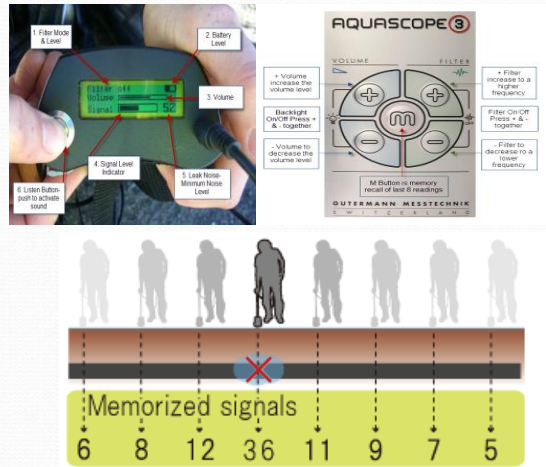 1. Filter Mode
& Level
2. Battery
Level
Filter off
Volume
Signal 52
3. Volume
4. Signal Level
Indicator
5. Leak Noise-
Minimum Noise
Level
6. Listen Button-
push to activate
sound
AQUASCOPE 3
VOLUME FILTER
+ Volume
increase the
volume level
+ Filter
increase to a
higher
frequency
Backlight
On/Off Press +
& - together
m
Filter On/Off
Press + & -
together
- Volume to
decrease the
volume level
- Filter to
decrease ro a
lower
frequency
M Button is memory
recall of last 8 readings
GUTERMANN MESSTECHNIK
SWITZERLAND
Memorized signals
6 8 12 36 11 9 7 5